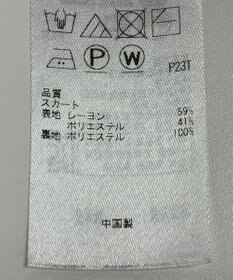 P W
P23T
品質
スカート
表地 レーヨン 59%
ポリエステル 41%
裏地 ポリエステル 100%
中国製